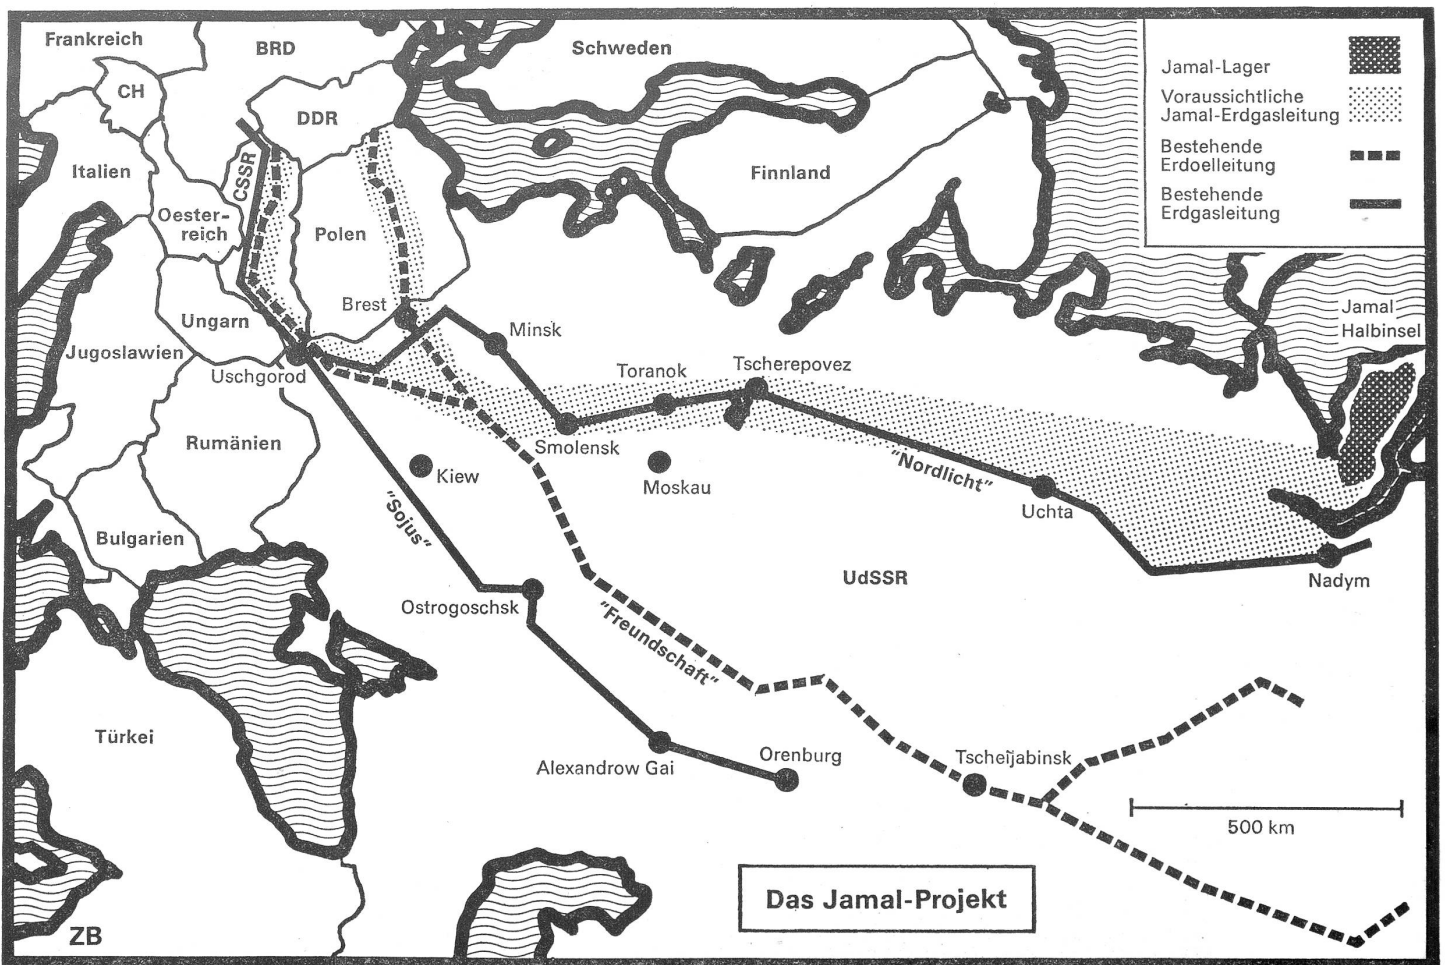 Frankreich
BRD
Schweden
CH
DDR
Italien
CSSR
Finnland
Oester-
reich
Polen
Brest
Ungarn
Minsk
Jugoslawien
Uschgorod
Toranok
Tscherepovez
Rumänien
Smolensk
Kiew
Moskau
"Nordlicht"
Uchta
"Sojus"
Bulgarien
UdSSR
Nadym
Ostrogoschsk
"Freundschaft"
Türkei
Alexandrow Gai
Orenburg
Tscheĳabinsk
Jamal
Halbinsel
Jamal-Lager
Voraussichtliche
Jamal-Erdgasleitung
Bestehende
Erdoelleitung
Bestehende
Erdgasleitung
500 km
Das Jamal-Projekt
ZB